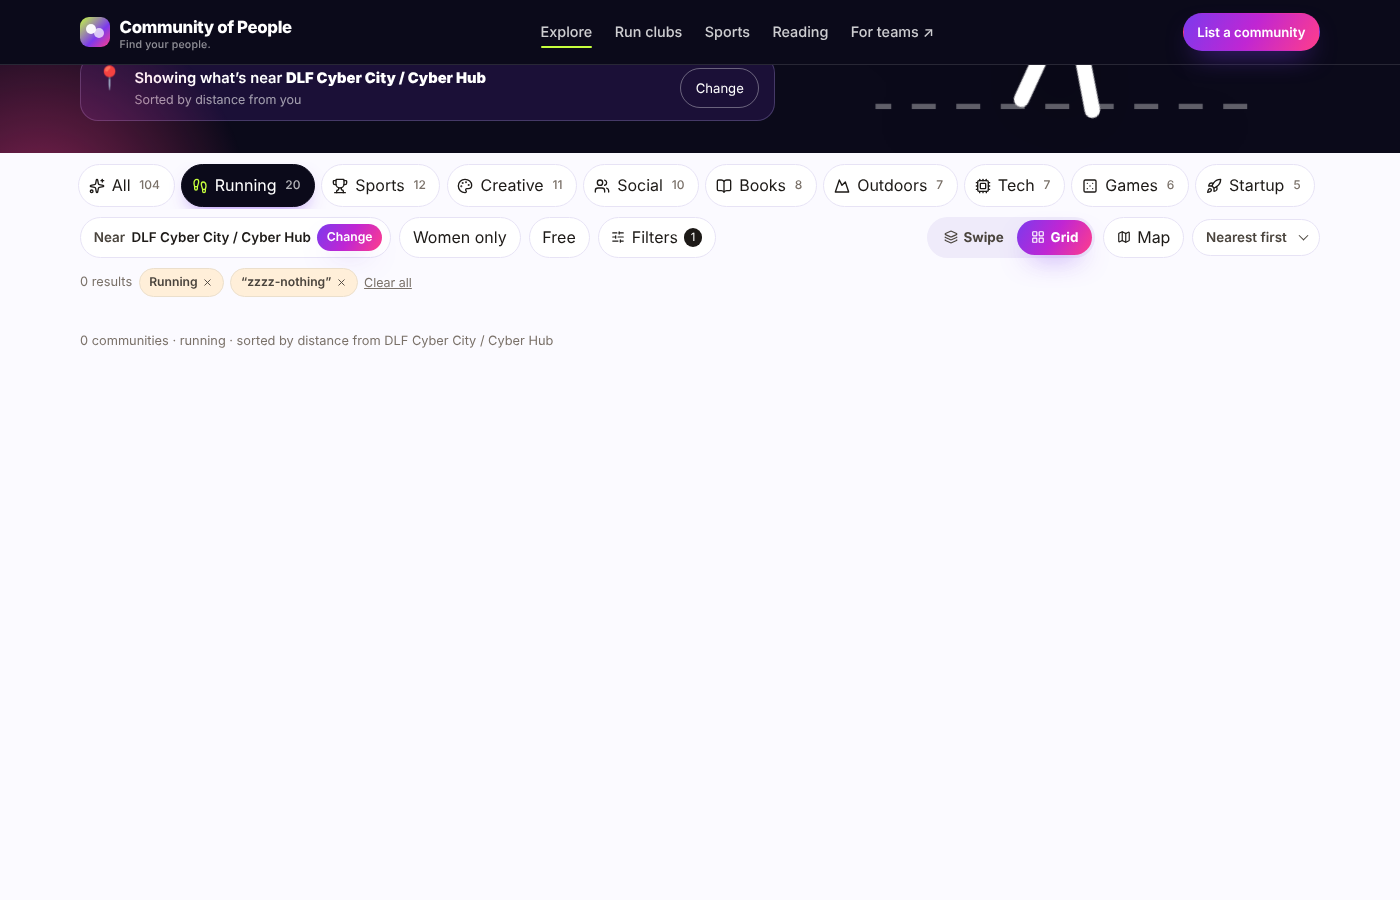 Community of People
Find your people.
Explore
Run clubs
Sports
Reading
For teams ↗
List a community
📍 Showing what's near DLF Cyber City / Cyber Hub
Sorted by distance from you
Change
All 104
Running 20
Sports 12
Creative 11
Social 10
Books 8
Outdoors 7
Tech 7
Games 6
Startup 5
Near DLF Cyber City / Cyber Hub Change
Women only
Free
Filters 1
Swipe
Grid
Map
Nearest first
0 results
Running ×
“zzzz-nothing” ×
Clear all
0 communities · running · sorted by distance from DLF Cyber City / Cyber Hub